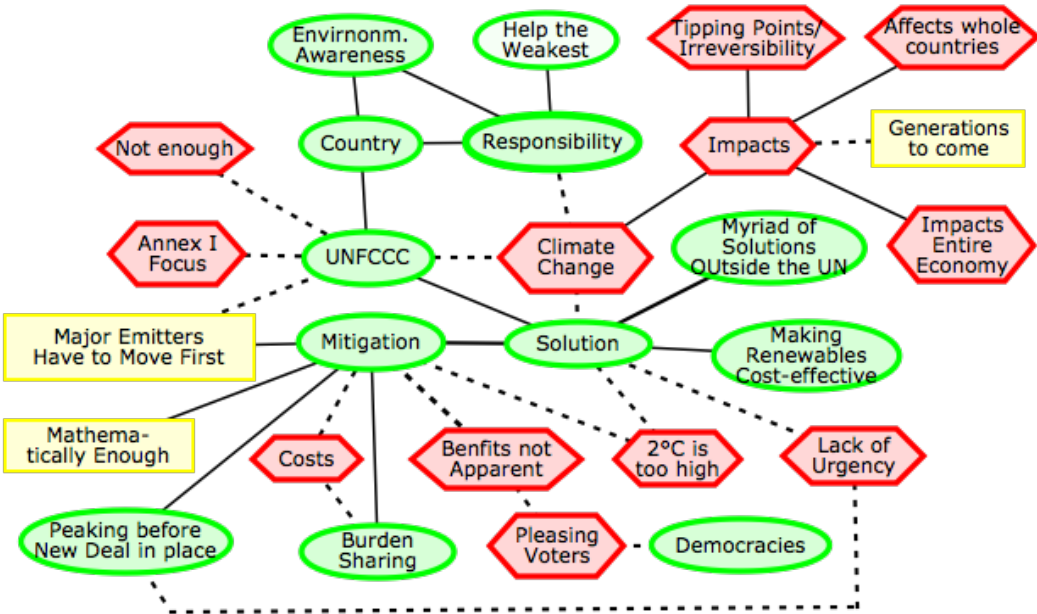 Envirnonm.
Awareness
Help the
Weakest
Tipping Points/
Irreversibility
Affects whole
countries
Not enough
Country
Responsibility
Impacts
Generations
to come
Annex I
Focus
UNFCCC
Climate
Change
Myriad of
Solutions
OUtside the UN
Impacts
Entire
Economy
Major Emitters
Have to Move First
Mitigation
Solution
Making
Renewables
Cost-effective
Mathema-
tically Enough
Costs
Benfits not
Apparent
2°C is
too high
Lack of
Urgency
Peaking before
New Deal in place
Burden
Sharing
Pleasing
Voters
Democracies